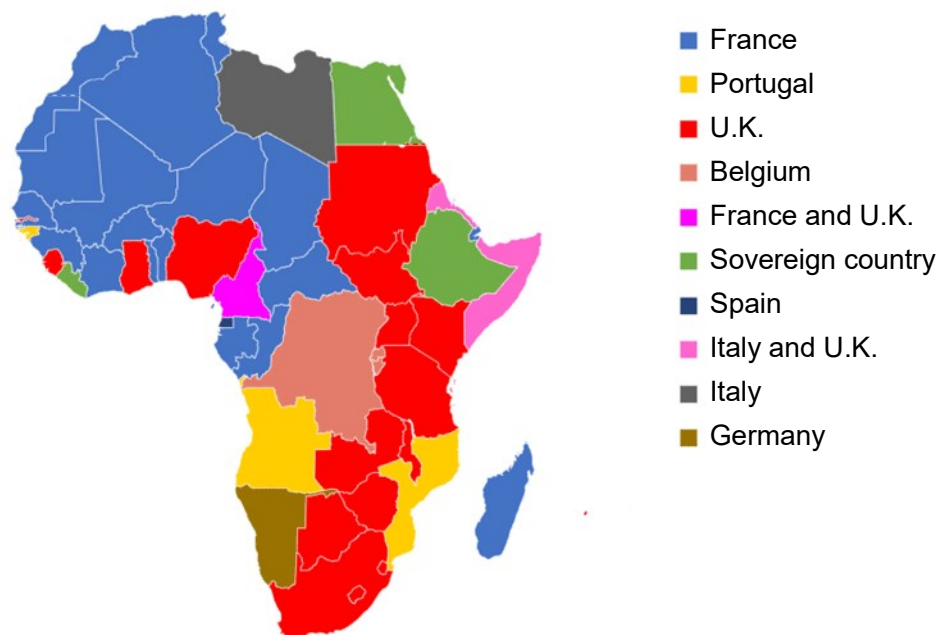 France
Portugal
U.K.
Belgium
France and U.K.
Sovereign country
Spain
Italy and U.K.
Italy
Germany